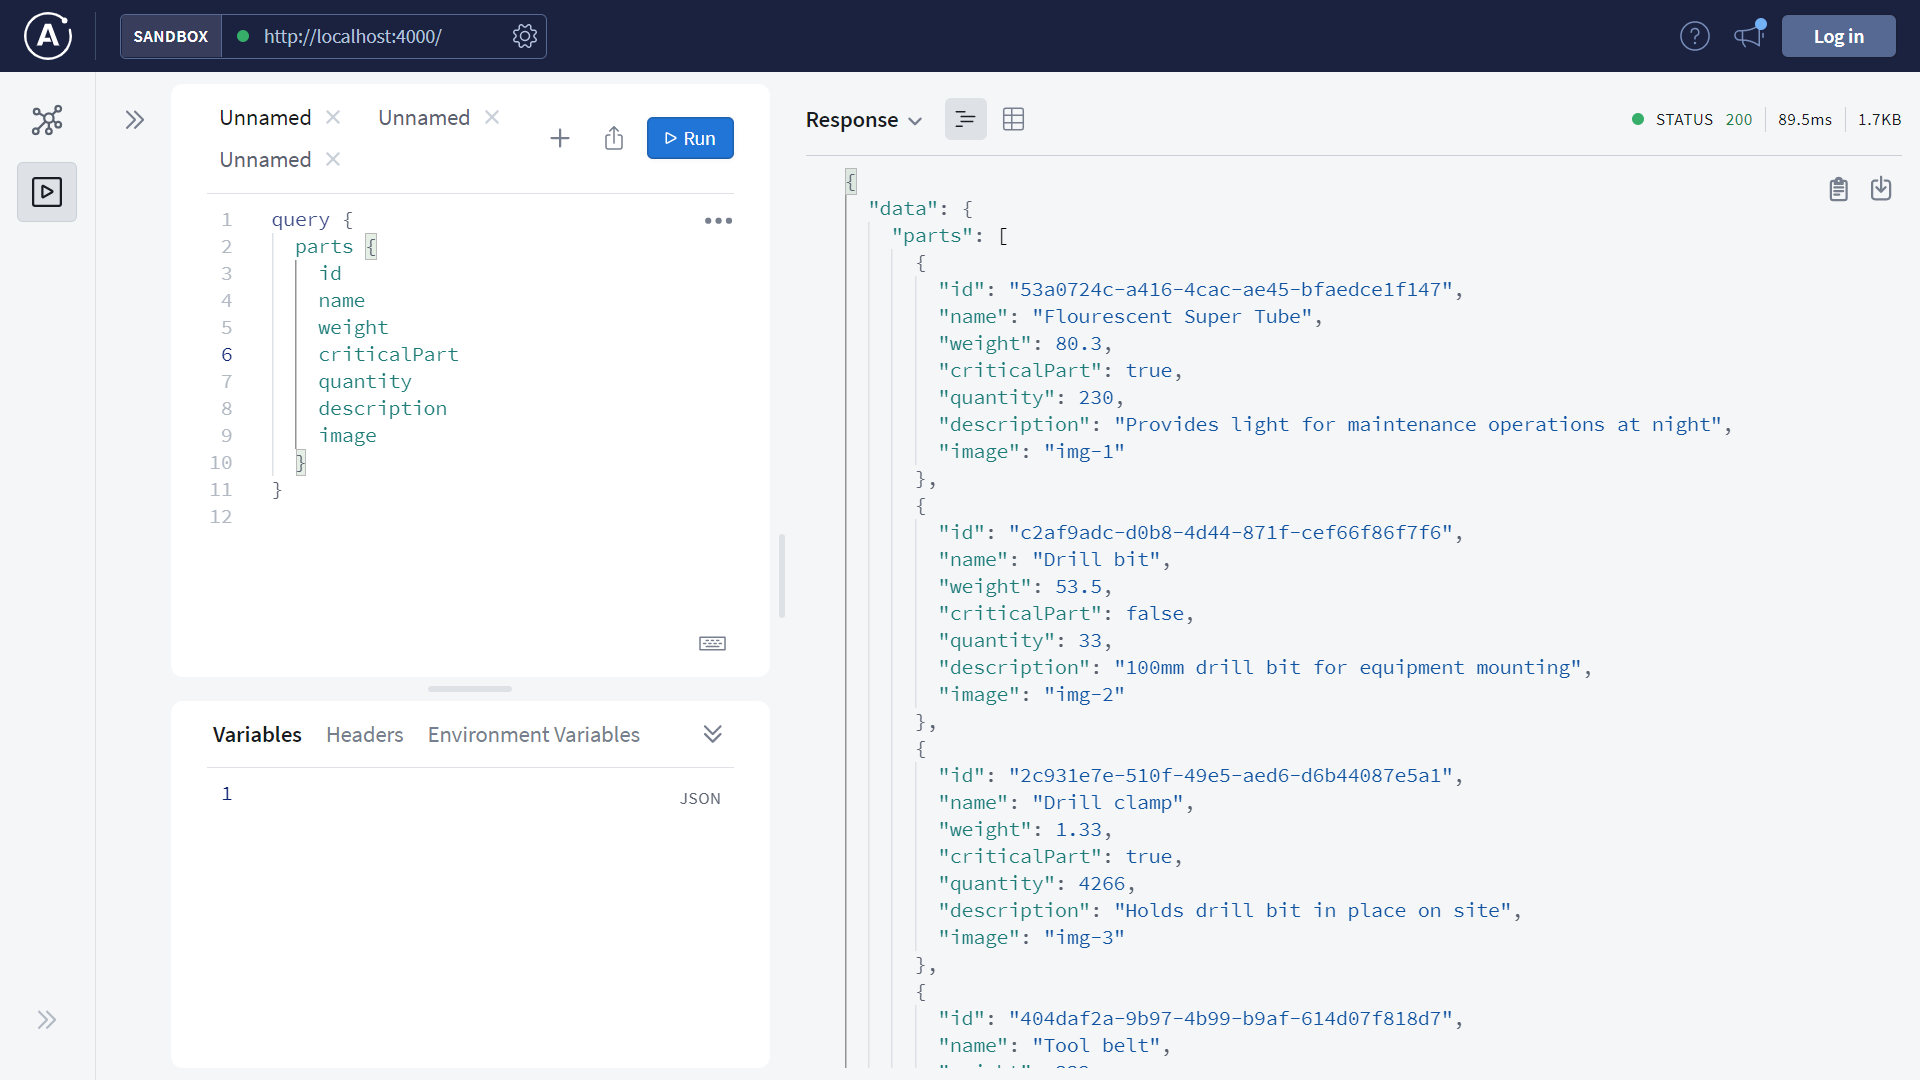 SANDBOX http://localhost:4000/
? Log in
Unnamed Unnamed
Unnamed
Run
1 query {
2 parts {
3 id
4 name
5 weight
6 criticalPart
7 quantity
8 description
9 image
10 }
11 }
12
Variables Headers Environment Variables
1 JSON
Response STATUS 200 89.5ms 1.7KB
{
"data": {
"parts": [
{
"id": "53a0724c-a416-4cac-ae45-bfaedce1f147",
"name": "Flourescent Super Tube",
"weight": 80.3,
"criticalPart": true,
"quantity": 230,
"description": "Provides light for maintenance operations at night",
"image": "img-1"
},
{
"id": "c2af9adc-d0b8-4d44-871f-cef66f86f7f6",
"name": "Drill bit",
"weight": 53.5,
"criticalPart": false,
"quantity": 33,
"description": "100mm drill bit for equipment mounting",
"image": "img-2"
},
{
"id": "2c931e7e-510f-49e5-aed6-d6b44087e5a1",
"name": "Drill clamp",
"weight": 1.33,
"criticalPart": true,
"quantity": 4266,
"description": "Holds drill bit in place on site",
"image": "img-3"
},
{
"id": "404daf2a-9b97-4b99-b9af-614d07f818d7",
"name": "Tool belt",